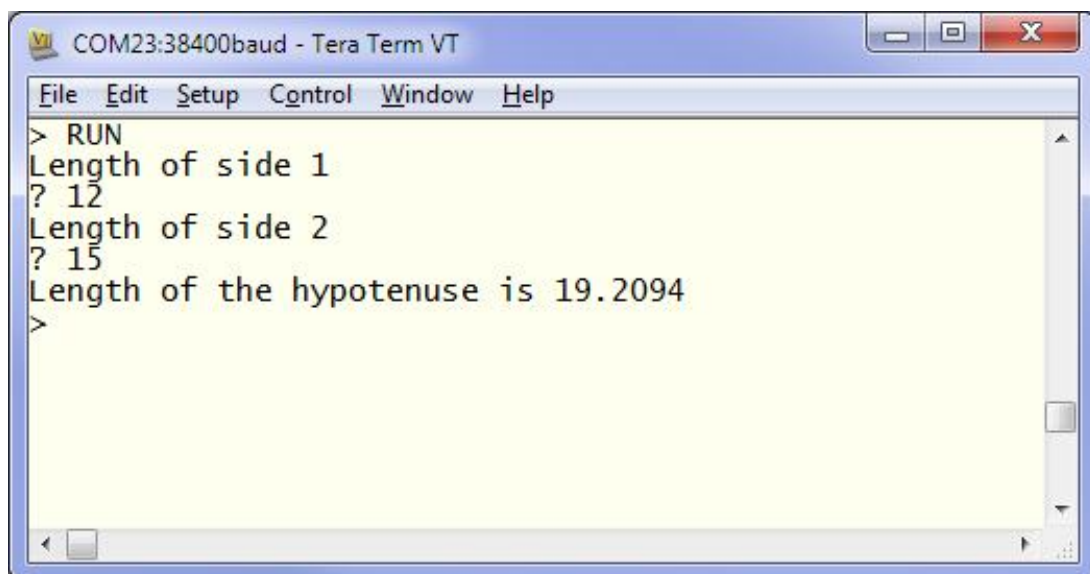 COM23:38400baud - Tera Term VT
File Edit Setup Control Window Help
> RUN
Length of side 1
? 12
Length of side 2
? 15
Length of the hypotenuse is 19.2094
>